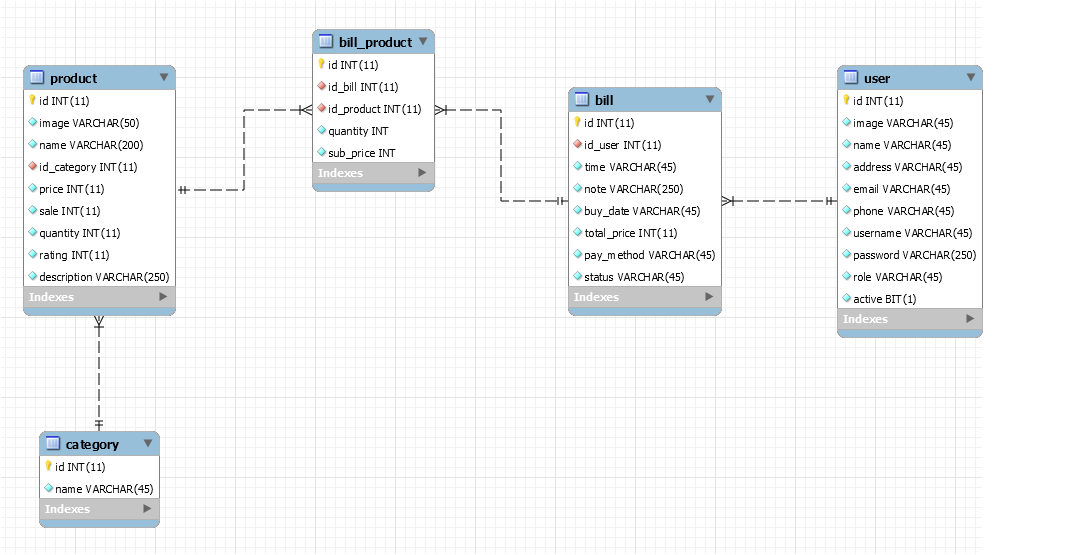 product
id INT(11)
image VARCHAR(50)
name VARCHAR(200)
id_category INT(11)
price INT(11)
sale INT(11)
quantity INT(11)
rating INT(11)
description VARCHAR(250)
Indexes
bill_product
id INT(11)
id_bill INT(11)
id_product INT(11)
quantity INT
sub_price INT
Indexes
bill
id INT(11)
id_user INT(11)
time VARCHAR(45)
note VARCHAR(250)
buy_date VARCHAR(45)
total_price INT(11)
pay_method VARCHAR(45)
status VARCHAR(45)
Indexes
user
id INT(11)
image VARCHAR(45)
name VARCHAR(45)
address VARCHAR(45)
email VARCHAR(45)
phone VARCHAR(45)
username VARCHAR(45)
password VARCHAR(250)
role VARCHAR(45)
active BIT(1)
Indexes
category
id INT(11)
name VARCHAR(45)
Indexes